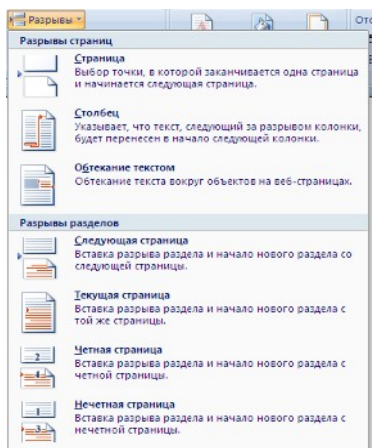 Разрывы
Отс
Разрывы страниц
Страница
Выбор точки, в которой заканчивается одна страница
и начинается следующая страница.
Столбец
Указывает, что текст, следующий за разрывом колонки,
будет перенесен в начало следующей колонки.
Обтекание текстом
Обтекание текста вокруг объектов на веб-страницах.
Разрывы разделов
Следующая страница
Вставка разрыва раздела и начало нового раздела со
следующей страницы.
Текущая страница
Вставка разрыва раздела и начало нового раздела с
той же страницы.
2
4
Четная страница
Вставка разрыва раздела и начало нового раздела с
четной страницы.
1
3
Нечетная страница
Вставка разрыва раздела и начало нового раздела с
нечетной страницы.